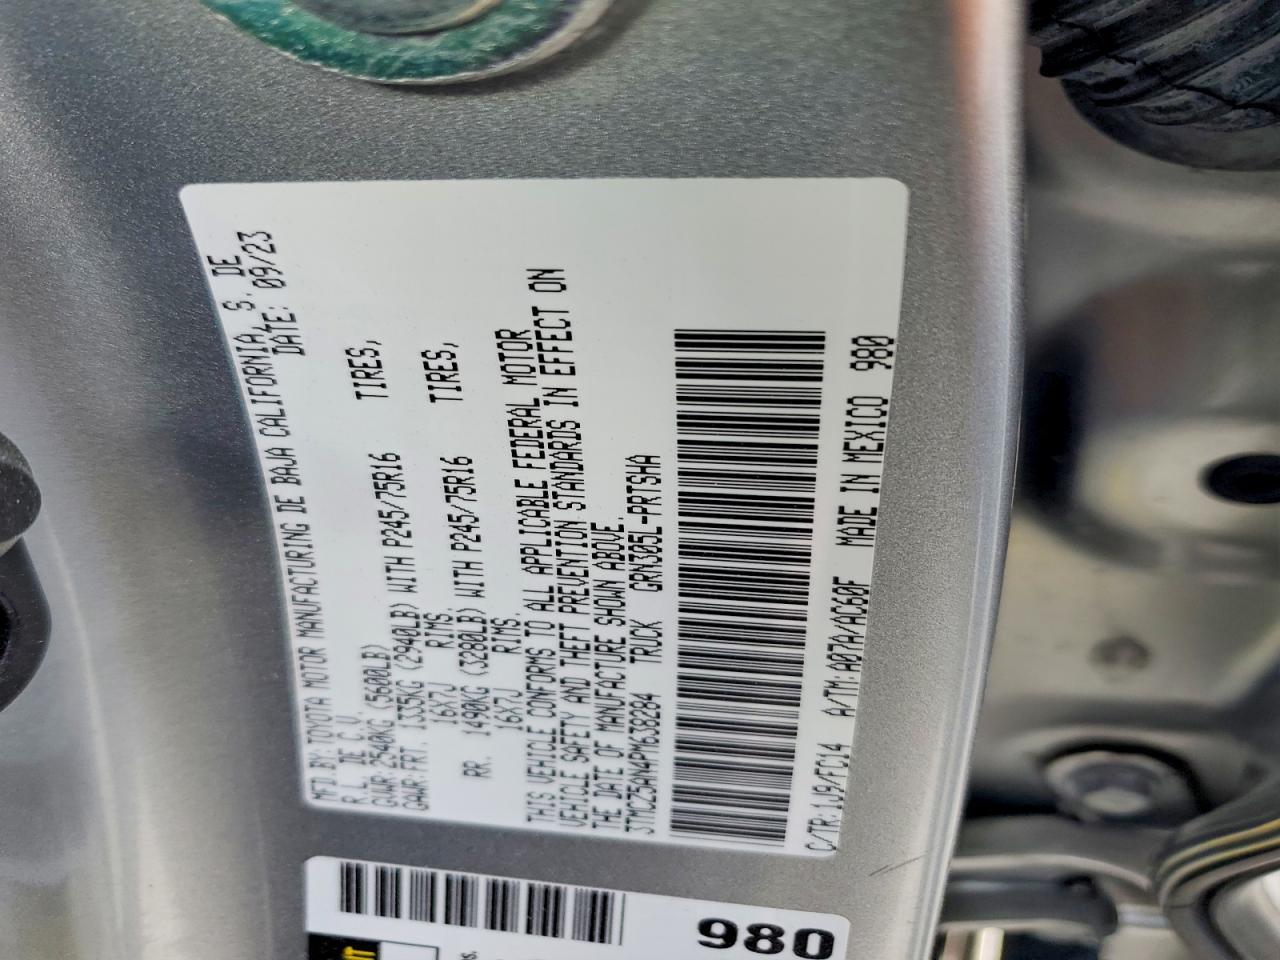 MFD.BY: TOYOTA MOTOR MANUFACTURING DE BAJA CALIFORNIA, S. DE
R.L. DE C.V. DATE: 09/23
GVWR:2540KG (5600LB)
GAWR:FRT. 1335KG (2940LB) WITH P245/75R16 TIRES,
16X7J RIMS.
RR. 1490KG (3280LB) WITH P245/75R16 TIRES,
16X7J RIMS.
THIS VEHICLE CONFORMS TO ALL APPLICABLE FEDERAL MOTOR
VEHICLE SAFETY AND THEFT PREVENTION STANDARDS IN EFFECT ON
THE DATE OF MANUFACTURE SHOWN ABOVE.
3TMCZ5AN4PM639284 TRUCK GRN305L-PRTSHA
C/TR:1J9/FC14 A/TM:A07A/AC60F MADE IN MEXICO 980
980